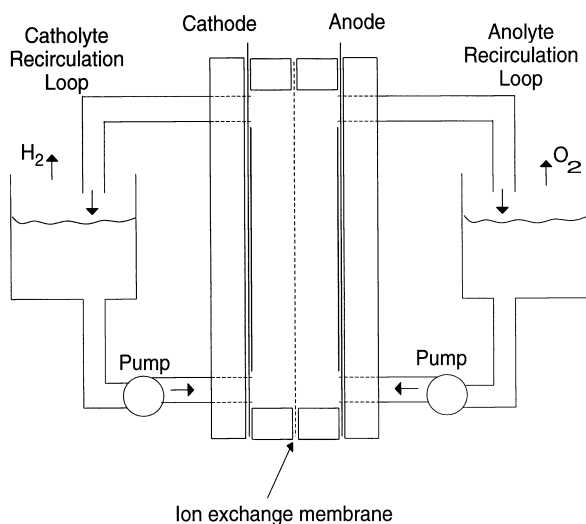 Cathode
Anode
Catholyte
Recirculation
Loop
Anolyte
Recirculation
Loop
H₂
O₂
Pump
Pump
Ion exchange membrane